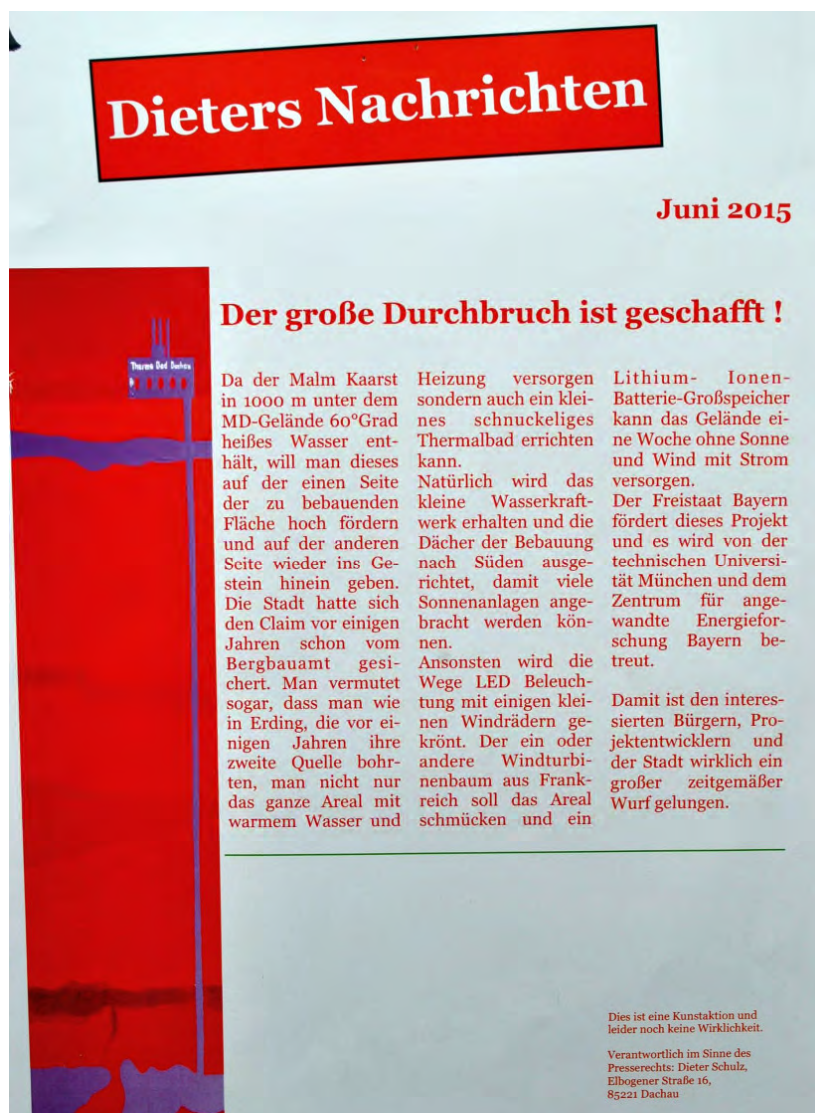 Dieters Nachrichten
Juni 2015
Der große Durchbruch ist geschafft !
Therme Bad Dachau
Da der Malm Kaarst
in 1000 m unter dem
MD-Gelände 60°Grad
heißes Wasser ent-
hält, will man dieses
auf der einen Seite
der zu bebauenden
Fläche hoch fördern
und auf der anderen
Seite wieder ins Ge-
stein hinein geben.
Die Stadt hatte sich
den Claim vor einigen
Jahren schon vom
Bergbauamt gesi-
chert. Man vermutet
sogar, dass man wie
in Erding, die vor ei-
nigen Jahren ihre
zweite Quelle bohr-
ten, man nicht nur
das ganze Areal mit
warmem Wasser und
Heizung versorgen
sondern auch ein klei-
nes schnuckeliges
Thermalbad errichten
kann.
Natürlich wird das
kleine Wasserkraft-
werk erhalten und die
Dächer der Bebauung
nach Süden ausge-
richtet, damit viele
Sonnenanlagen ange-
bracht werden kön-
nen.
Ansonsten wird die
Wege LED Beleuch-
tung mit einigen klei-
nen Windrädern ge-
krönt. Der ein oder
andere Windturbi-
nenbaum aus Frank-
reich soll das Areal
schmücken und ein
Lithium- Ionen-
Batterie-Großspeicher
kann das Gelände ei-
ne Woche ohne Sonne
und Wind mit Strom
versorgen.
Der Freistaat Bayern
fördert dieses Projekt
und es wird von der
technischen Universi-
tät München und dem
Zentrum für ange-
wandte Energiefor-
schung Bayern be-
treut.
Damit ist den interes-
sierten Bürgern, Pro-
jektentwicklern und
der Stadt wirklich ein
großer zeitgemäßer
Wurf gelungen.
Dies ist eine Kunstaktion und
leider noch keine Wirklichkeit.
Verantwortlich im Sinne des
Presserechts: Dieter Schulz,
Elbogener Straße 16,
85221 Dachau